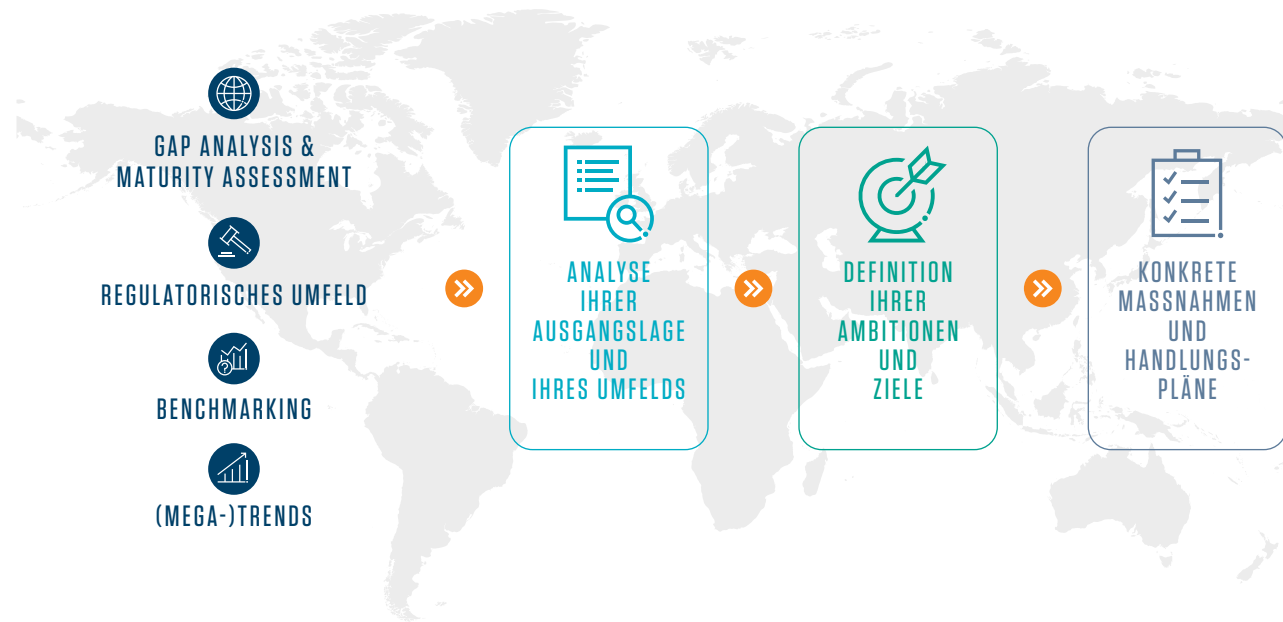 GAP ANALYSIS &
MATURITY ASSESSMENT
REGULATORISCHES UMFELD
BENCHMARKING
(MEGA-)TRENDS
ANALYSE
IHRER
AUSGANGSLAGE
UND
IHRES UMFELDS
DEFINITION
IHRER
AMBITIONEN
UND
ZIELE
KONKRETE
MASSNAHMEN
UND
HANDLUNGS-
PLÄNE